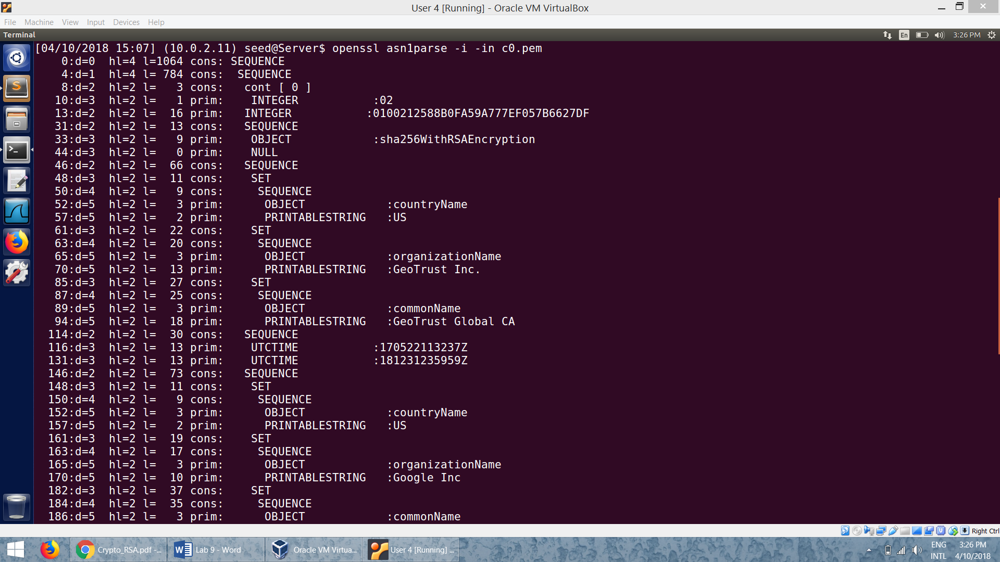 User 4 [Running] - Oracle VM VirtualBox
File Machine View Input Devices Help
Terminal En 3:26 PM
[04/10/2018 15:07] (10.0.2.11) seed@Server$ openssl asn1parse -i -in c0.pem
0:d=0 hl=4 l=1064 cons: SEQUENCE
4:d=1 hl=4 l= 784 cons: SEQUENCE
8:d=2 hl=2 l= 3 cons: cont [ 0 ]
10:d=3 hl=2 l= 1 prim: INTEGER :02
13:d=2 hl=2 l= 16 prim: INTEGER :0100212588B0FA59A777EF057B6627DF
31:d=2 hl=2 l= 13 cons: SEQUENCE
33:d=3 hl=2 l= 9 prim: OBJECT :sha256WithRSAEncryption
44:d=3 hl=2 l= 0 prim: NULL
46:d=2 hl=2 l= 66 cons: SEQUENCE
48:d=3 hl=2 l= 11 cons: SET
50:d=4 hl=2 l= 9 cons: SEQUENCE
52:d=5 hl=2 l= 3 prim: OBJECT :countryName
57:d=5 hl=2 l= 2 prim: PRINTABLESTRING :US
61:d=3 hl=2 l= 22 cons: SET
63:d=4 hl=2 l= 20 cons: SEQUENCE
65:d=5 hl=2 l= 3 prim: OBJECT :organizationName
70:d=5 hl=2 l= 13 prim: PRINTABLESTRING :GeoTrust Inc.
85:d=3 hl=2 l= 27 cons: SET
87:d=4 hl=2 l= 25 cons: SEQUENCE
89:d=5 hl=2 l= 3 prim: OBJECT :commonName
94:d=5 hl=2 l= 18 prim: PRINTABLESTRING :GeoTrust Global CA
114:d=2 hl=2 l= 30 cons: SEQUENCE
116:d=3 hl=2 l= 13 prim: UTCTIME :170522113237Z
131:d=3 hl=2 l= 13 prim: UTCTIME :181231235959Z
146:d=2 hl=2 l= 73 cons: SEQUENCE
148:d=3 hl=2 l= 11 cons: SET
150:d=4 hl=2 l= 9 cons: SEQUENCE
152:d=5 hl=2 l= 3 prim: OBJECT :countryName
157:d=5 hl=2 l= 2 prim: PRINTABLESTRING :US
161:d=3 hl=2 l= 19 cons: SET
163:d=4 hl=2 l= 17 cons: SEQUENCE
165:d=5 hl=2 l= 3 prim: OBJECT :organizationName
170:d=5 hl=2 l= 10 prim: PRINTABLESTRING :Google Inc
182:d=3 hl=2 l= 37 cons: SET
184:d=4 hl=2 l= 35 cons: SEQUENCE
186:d=5 hl=2 l= 3 prim: OBJECT :commonName
Right Ctrl
Crypto_RSA.pdf -... Lab 9 - Word Oracle VM Virtua... User 4 [Running] ... ENG 3:26 PM
INTL 4/10/2018